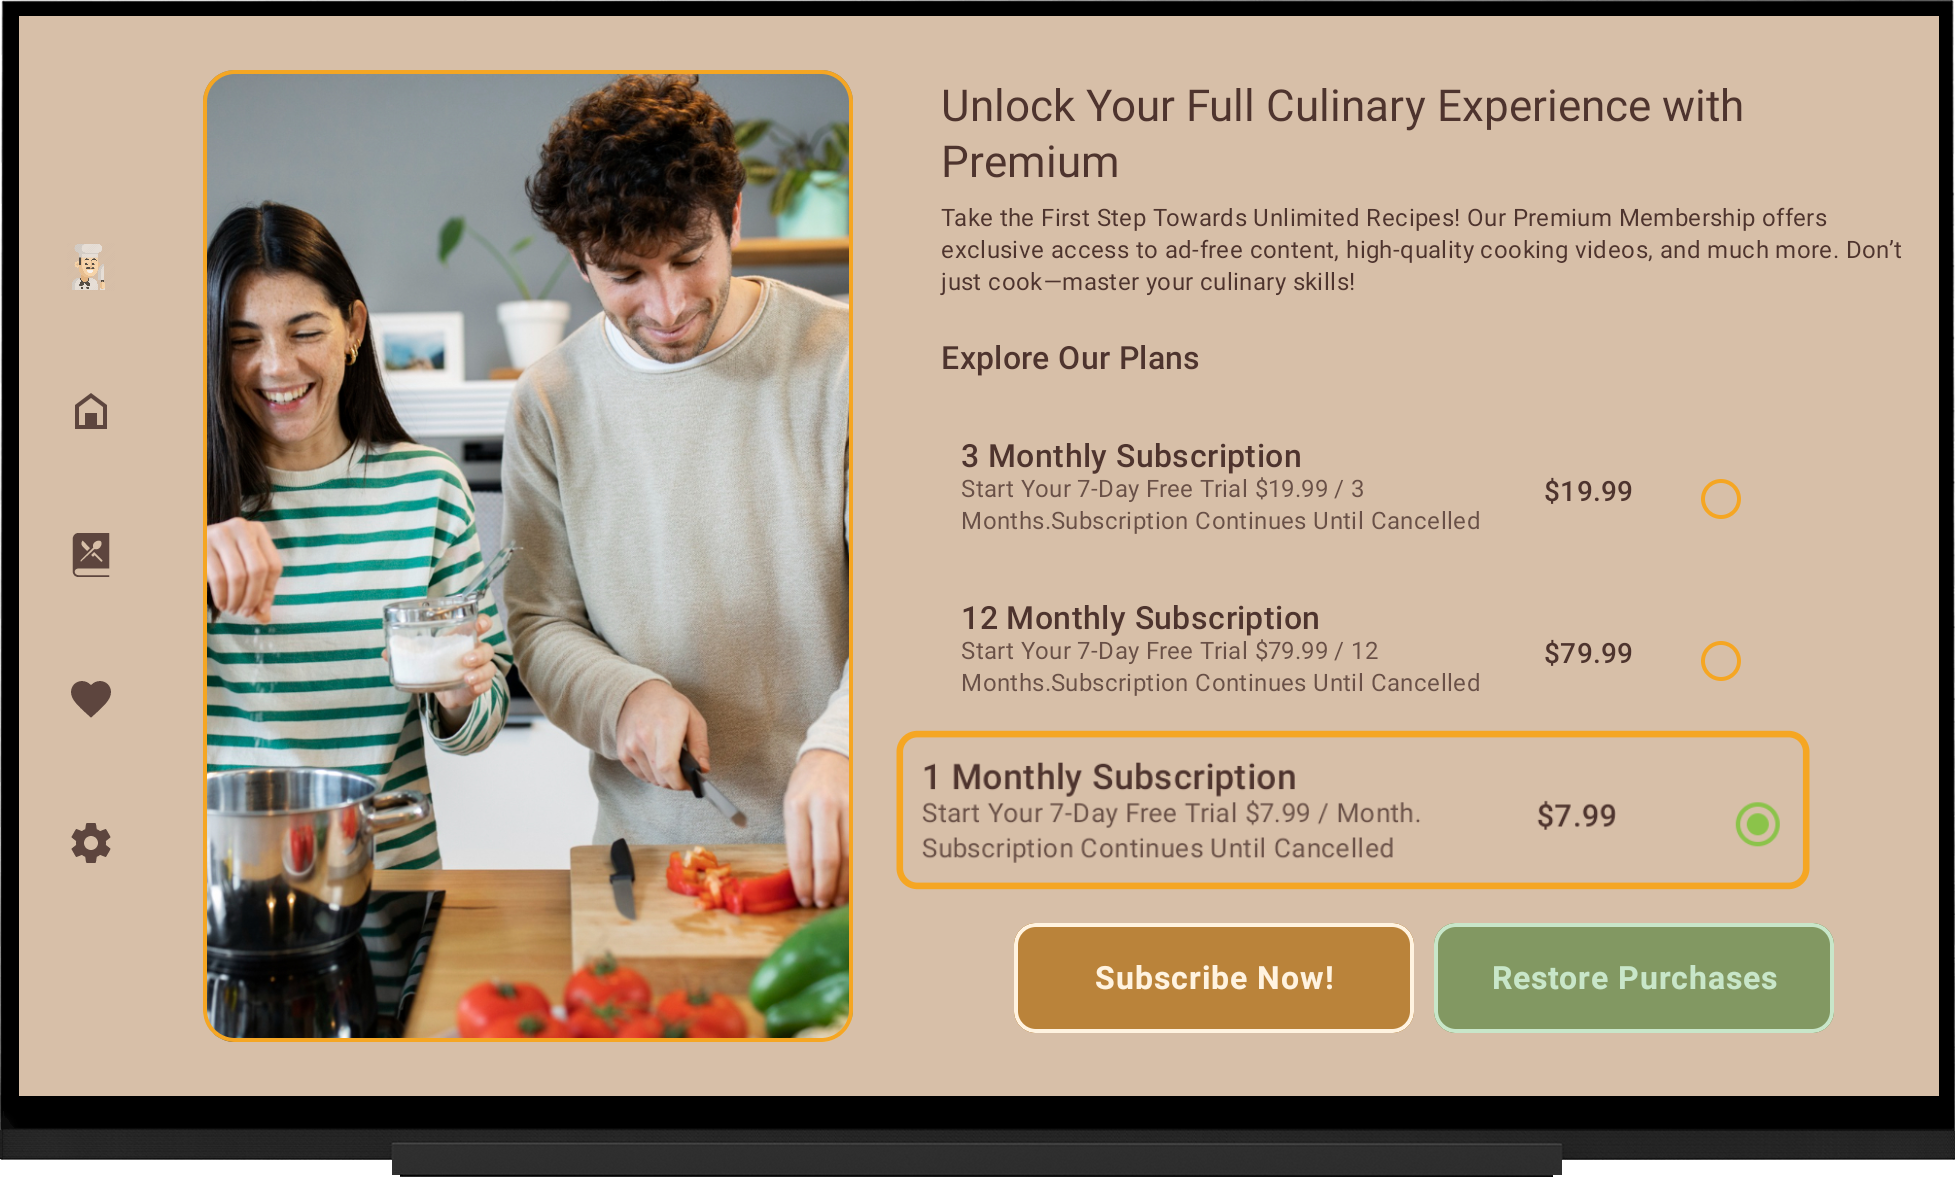 Unlock Your Full Culinary Experience with
Premium
Take the First Step Towards Unlimited Recipes! Our Premium Membership offers
exclusive access to ad-free content, high-quality cooking videos, and much more. Don’t
just cook—master your culinary skills!
Explore Our Plans
3 Monthly Subscription
Start Your 7-Day Free Trial $19.99 / 3
Months.Subscription Continues Until Cancelled
$19.99
12 Monthly Subscription
Start Your 7-Day Free Trial $79.99 / 12
Months.Subscription Continues Until Cancelled
$79.99
1 Monthly Subscription
Start Your 7-Day Free Trial $7.99 / Month.
Subscription Continues Until Cancelled
$7.99
Subscribe Now!
Restore Purchases